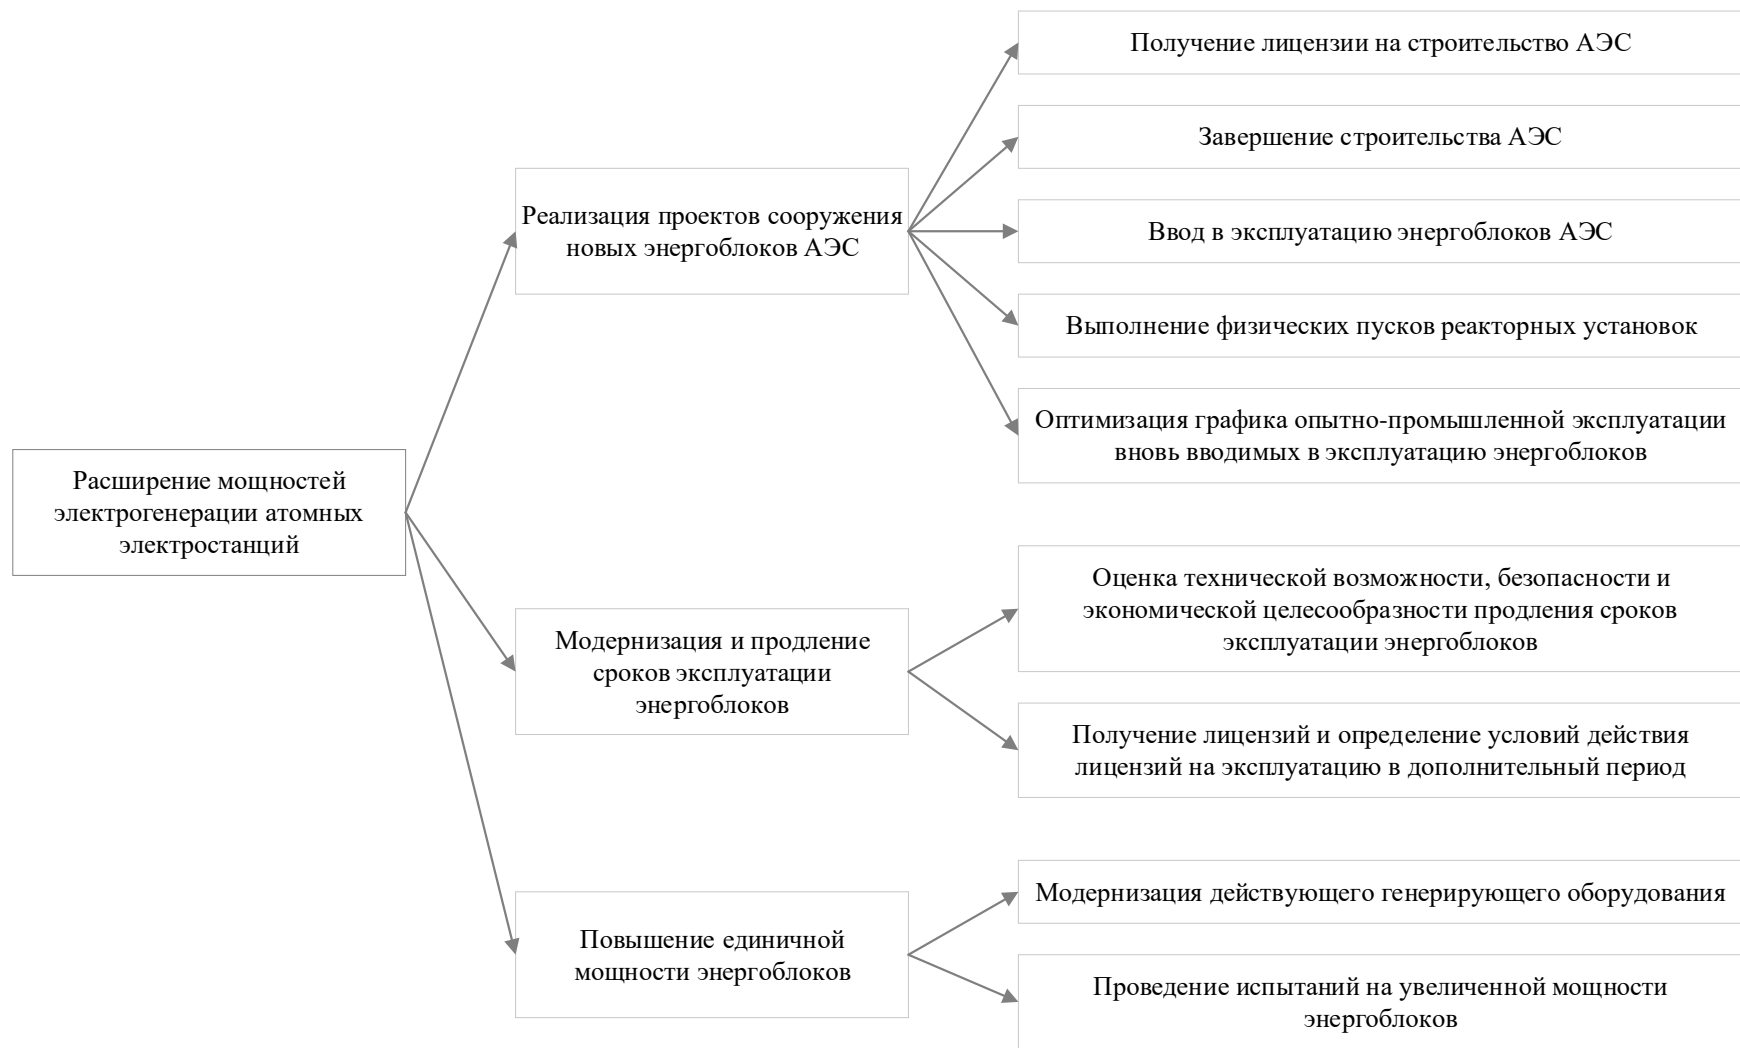 Получение лицензии на строительство АЭС
Завершение строительства АЭС
Реализация проектов сооружения
новых энергоблоков АЭС
Ввод в эксплуатацию энергоблоков АЭС
Выполнение физических пусков реакторных установок
Оптимизация графика опытно-промышленной эксплуатации
вновь вводимых в эксплуатацию энергоблоков
Расширение мощностей
электрогенерации атомных
электростанций
Модернизация и продление
сроков эксплуатации
энергоблоков
Оценка технической возможности, безопасности и
экономической целесообразности продления сроков
эксплуатации энергоблоков
Получение лицензий и определение условий действия
лицензий на эксплуатацию в дополнительный период
Повышение единичной
мощности энергоблоков
Модернизация действующего генерирующего оборудования
Проведение испытаний на увеличенной мощности
энергоблоков